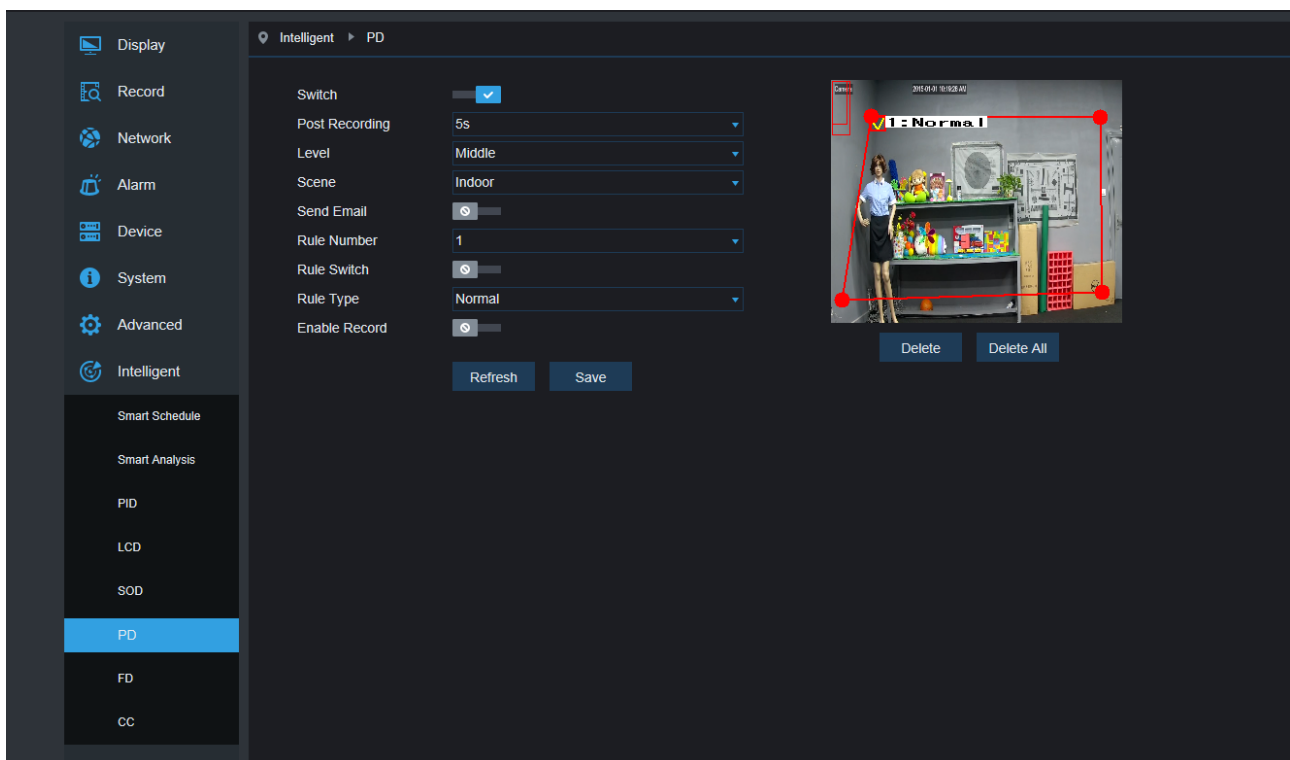 Display
Record
Network
Alarm
Device
System
Advanced
Intelligent
Smart Schedule
Smart Analysis
PID
LCD
SOD
PD
FD
CC
Intelligent PD
Switch
Post Recording 5s
Level Middle
Scene Indoor
Send Email
Rule Number 1
Rule Switch
Rule Type Normal
Enable Record
Refresh Save
Camera
1:Normal
Delete Delete All